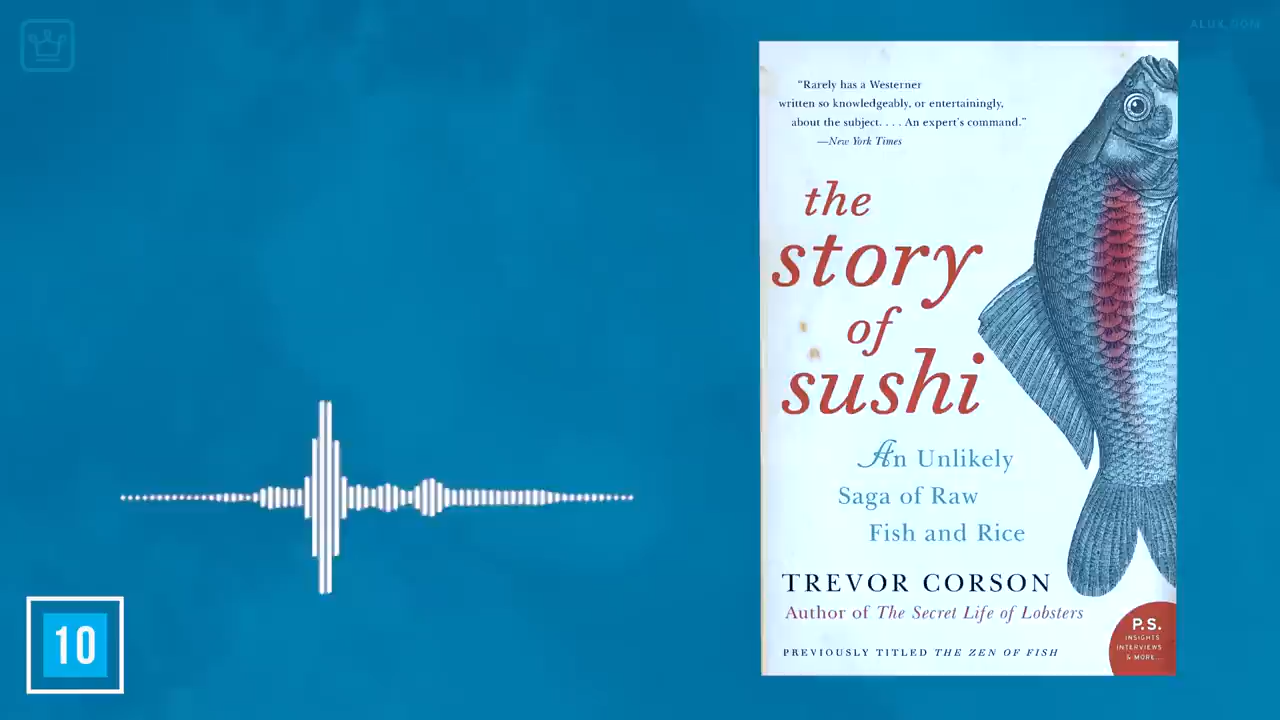 ALUX.COM
"Rarely has a Westerner
written so knowledgeably, or entertainingly,
about the subject. . . . An expert's command."
—New York Times
the
story
of
sushi
An Unlikely
Saga of Raw
Fish and Rice
TREVOR CORSON
Author of The Secret Life of Lobsters
PREVIOUSLY TITLED THE ZEN OF FISH
P.S.
INSIGHTS
INTERVIEWS
& MORE...
10